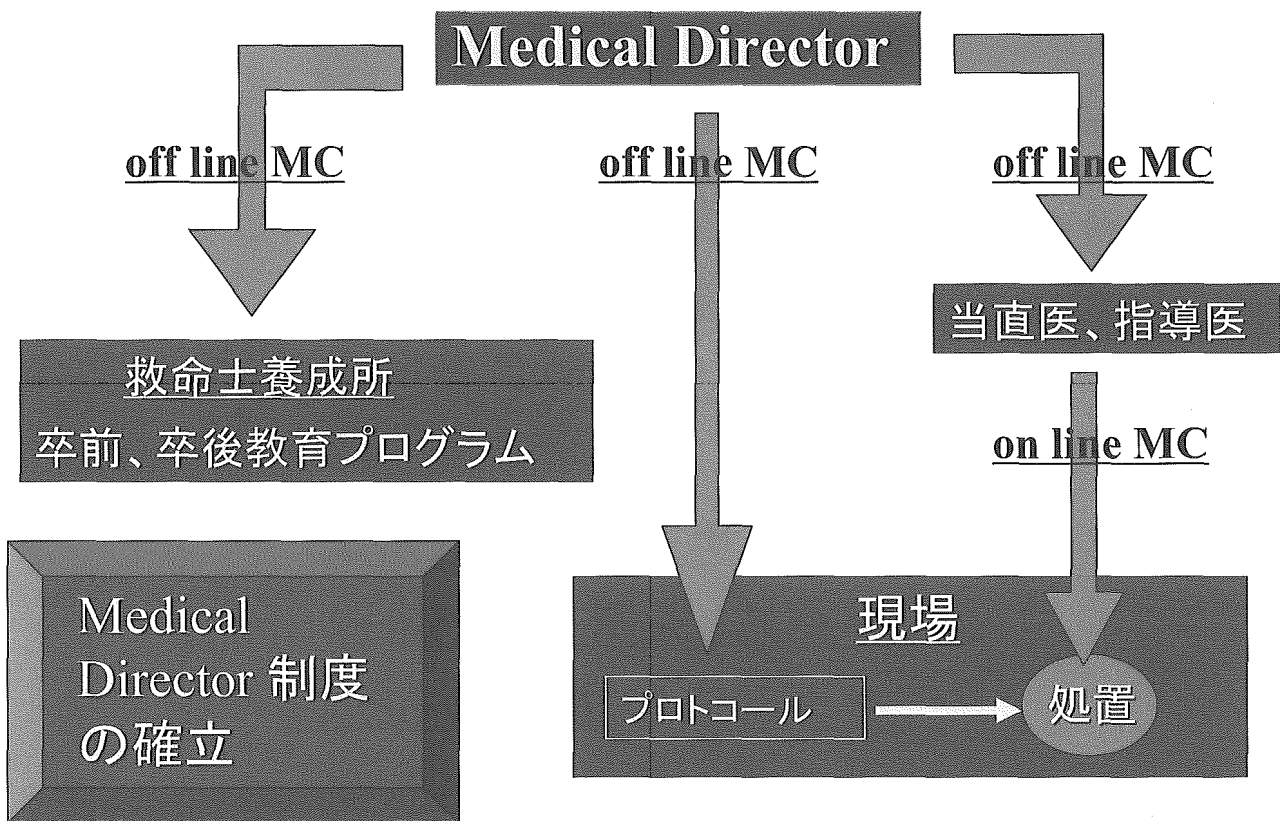 Medical Director
off line MC
off line MC
off line MC
救命士養成所
卒前、卒後教育プログラム
当直医、指導医
on line MC
Medical
Director 制度
の確立
現場
プロトコール
処置